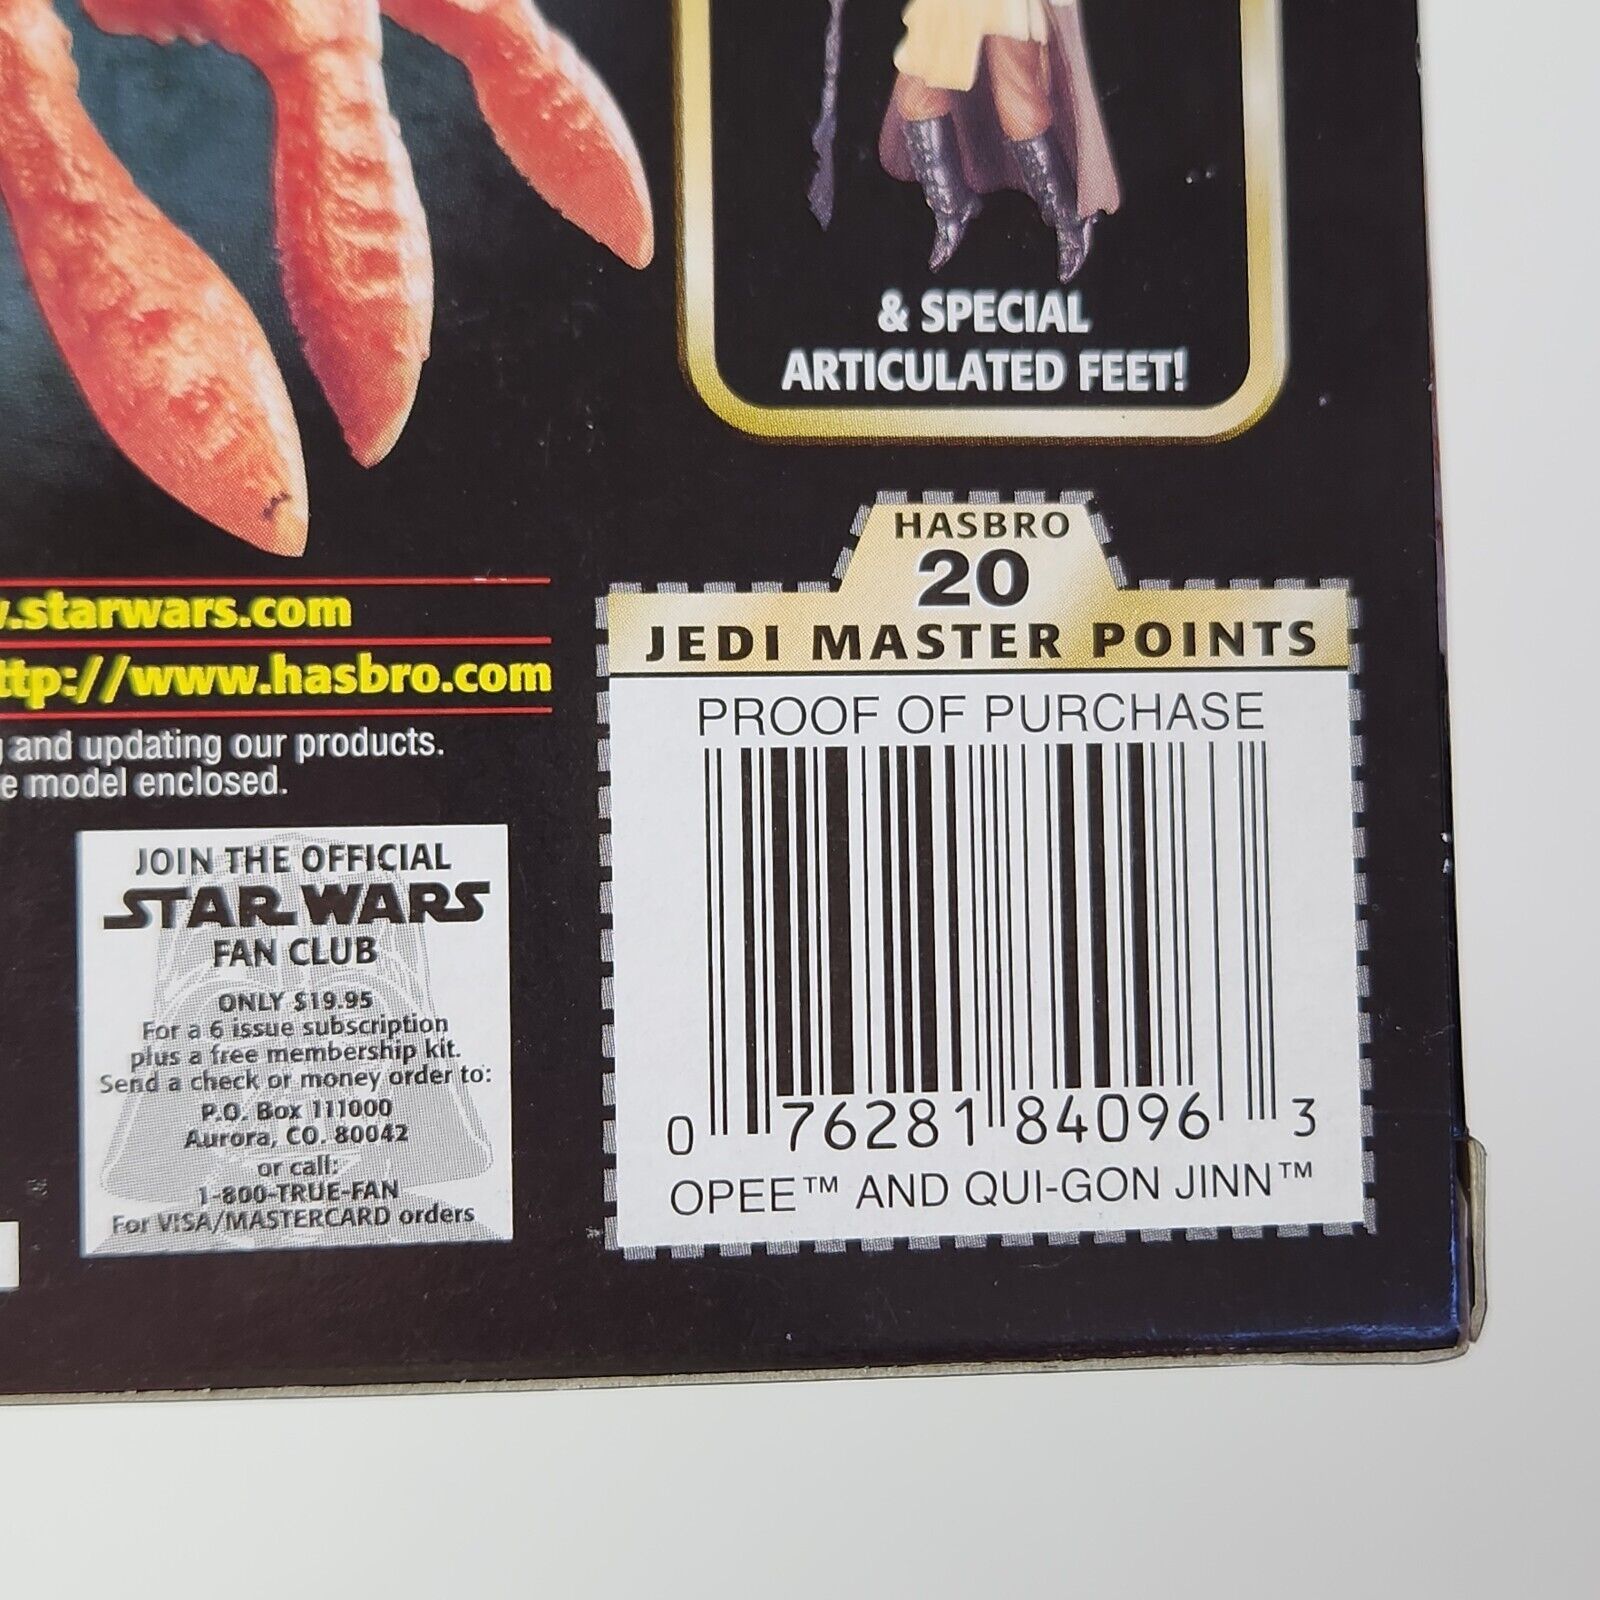 & SPECIAL
ARTICULATED FEET!
HASBRO
20
JEDI MASTER POINTS
PROOF OF PURCHASE
0 76281 84096 3
OPEE™ AND QUI-GON JINN™
.starwars.com
ttp://www.hasbro.com
and updating our products.
e model enclosed.
JOIN THE OFFICIAL
STAR WARS
FAN CLUB
ONLY $19.95
For a 6 issue subscription
plus a free membership kit.
Send a check or money order to:
P.O. Box 111000
Aurora, CO. 80042
or call:
1-800-TRUE-FAN
For VISA/MASTERCARD orders